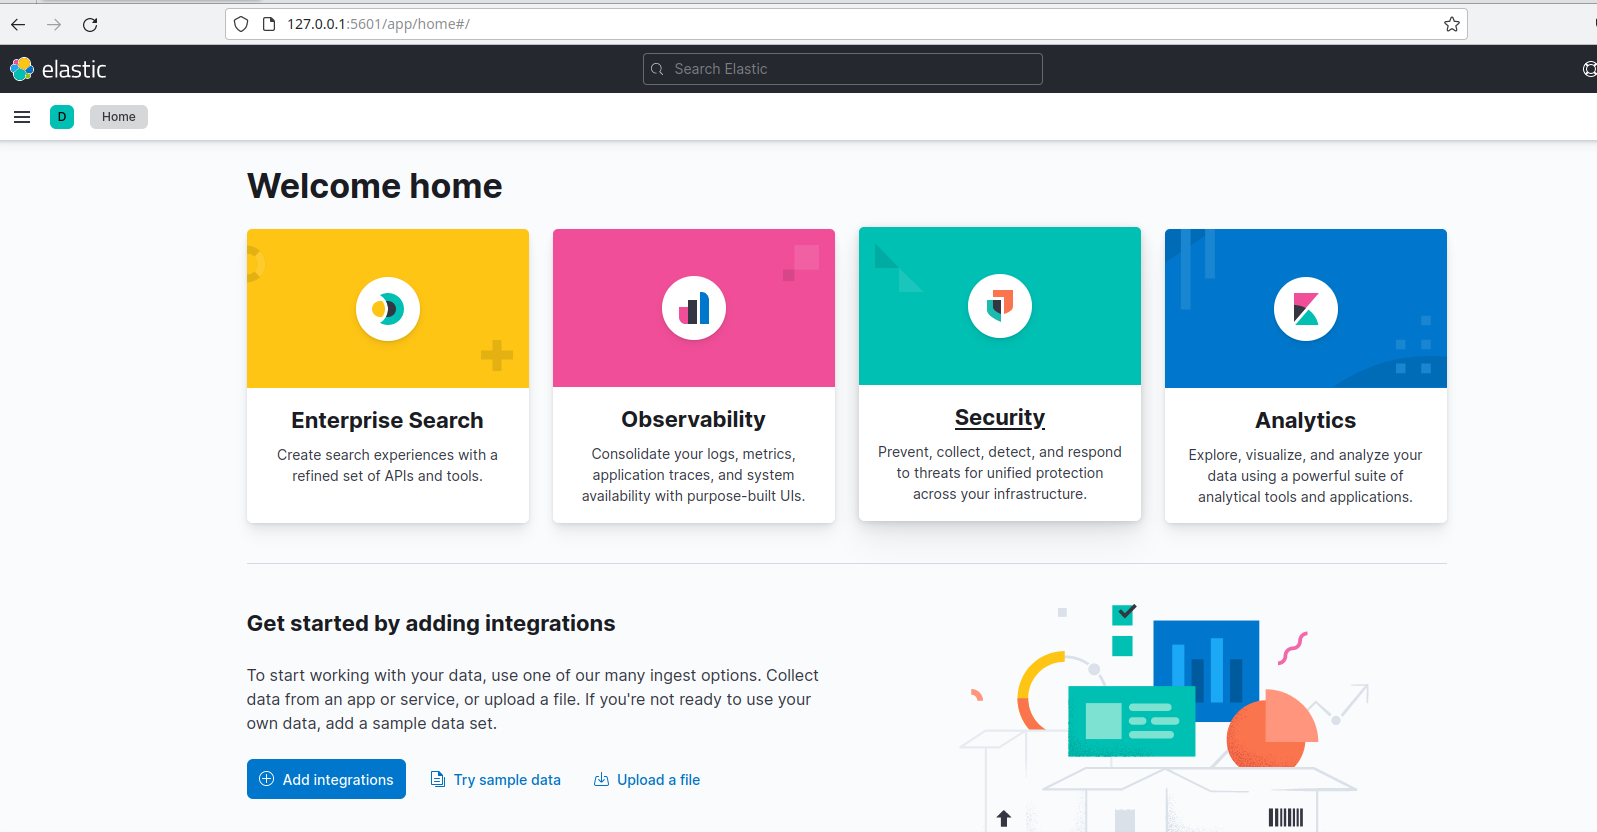 127.0.0.1:5601/app/home#/
elastic
Search Elastic
D
Home
Welcome home
Enterprise Search
Create search experiences with a
refined set of APIs and tools.
Observability
Consolidate your logs, metrics,
application traces, and system
availability with purpose-built UIs.
Security
Prevent, collect, detect, and respond
to threats for unified protection
across your infrastructure.
Analytics
Explore, visualize, and analyze your
data using a powerful suite of
analytical tools and applications.
Get started by adding integrations
To start working with your data, use one of our many ingest options. Collect
data from an app or service, or upload a file. If you're not ready to use your
own data, add a sample data set.
Add integrations
Try sample data
Upload a file